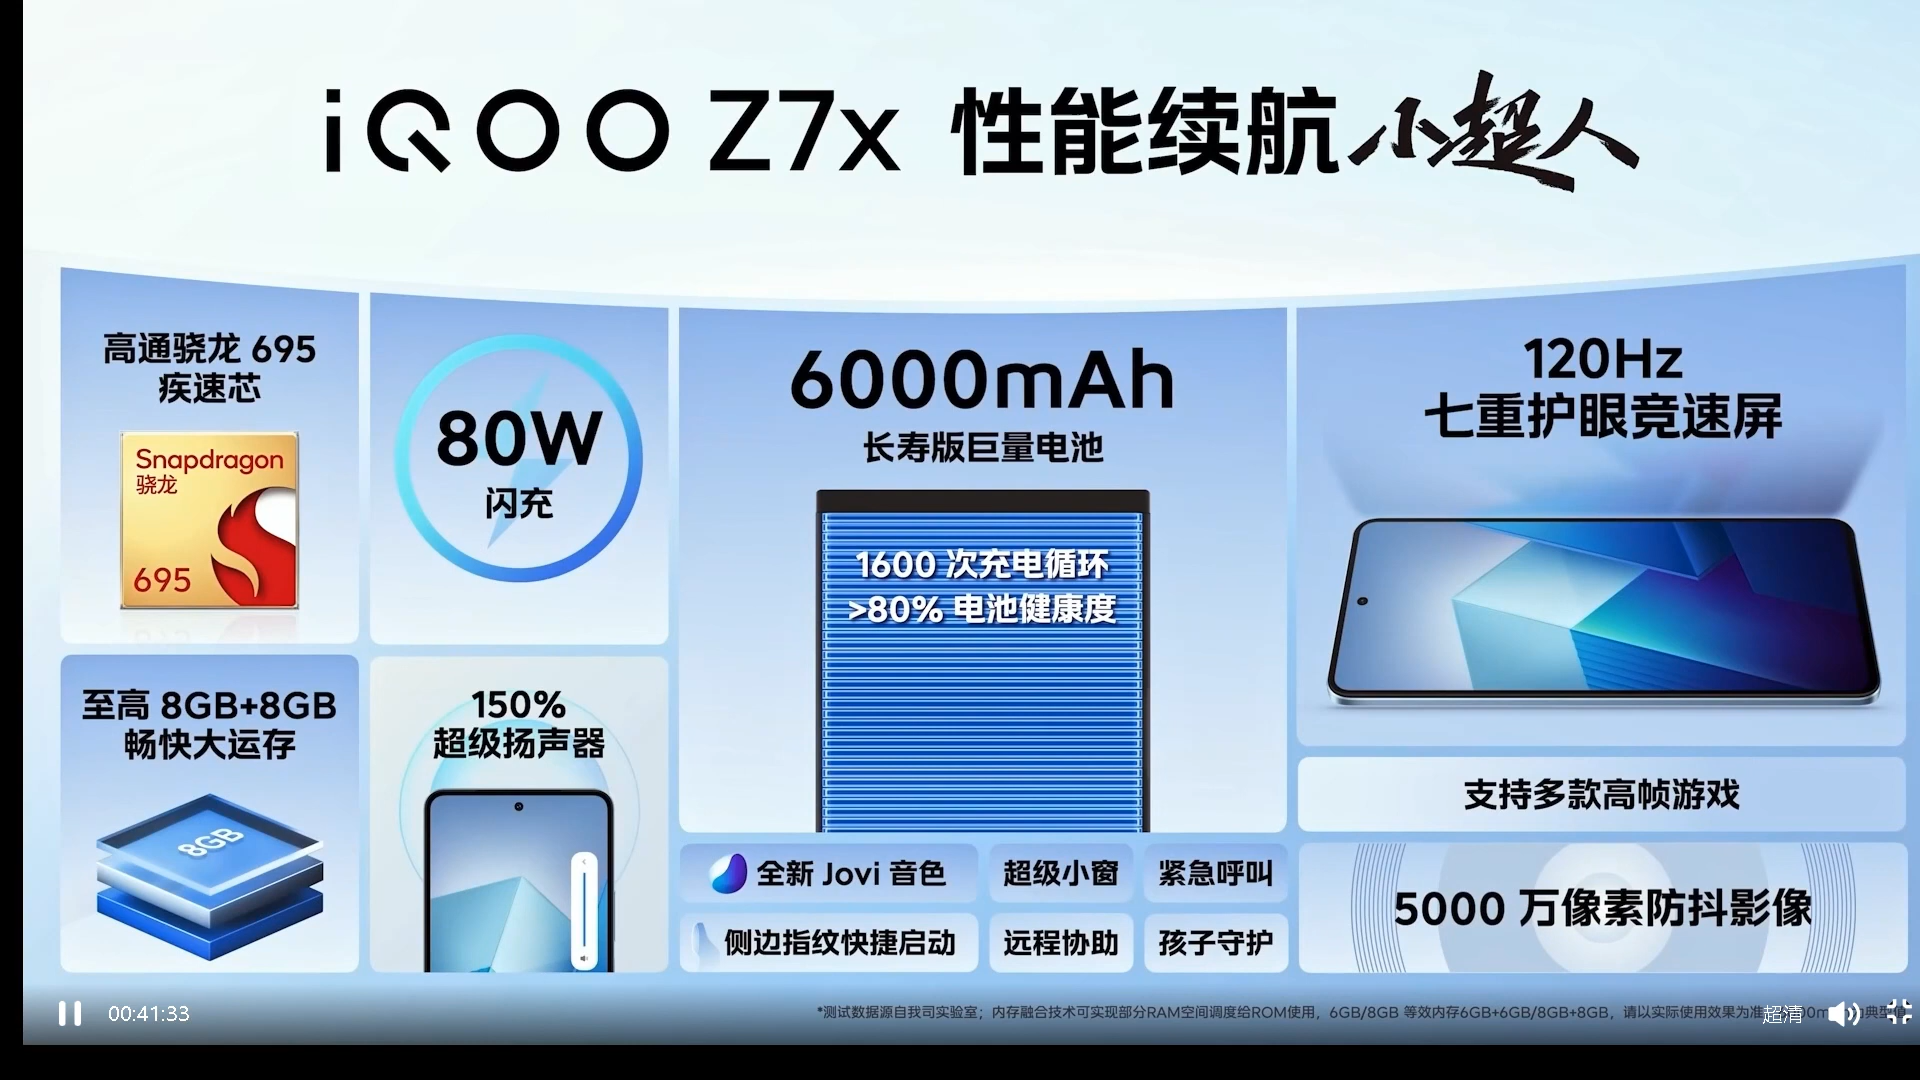 iQOO Z7x 性能续航小超人
高通骁龙 695
疾速芯
Snapdragon
骁龙
695
80W
闪充
6000mAh
长寿版巨量电池
1600 次充电循环
>80% 电池健康度
120Hz
七重护眼竞速屏
至高 8GB+8GB
畅快大运存
8GB
150%
超级扬声器
支持多款高帧游戏
全新 Jovi 音色
超级小窗
紧急呼叫
5000 万像素防抖影像
侧边指纹快捷启动
远程协助
孩子守护
00:41:33
*测试数据源自我司实验室；内存融合技术可实现部分RAM空间调度给ROM使用，6GB/8GB 等效内存6GB+6GB/8GB+8GB，请以实际使用效果为准
超清